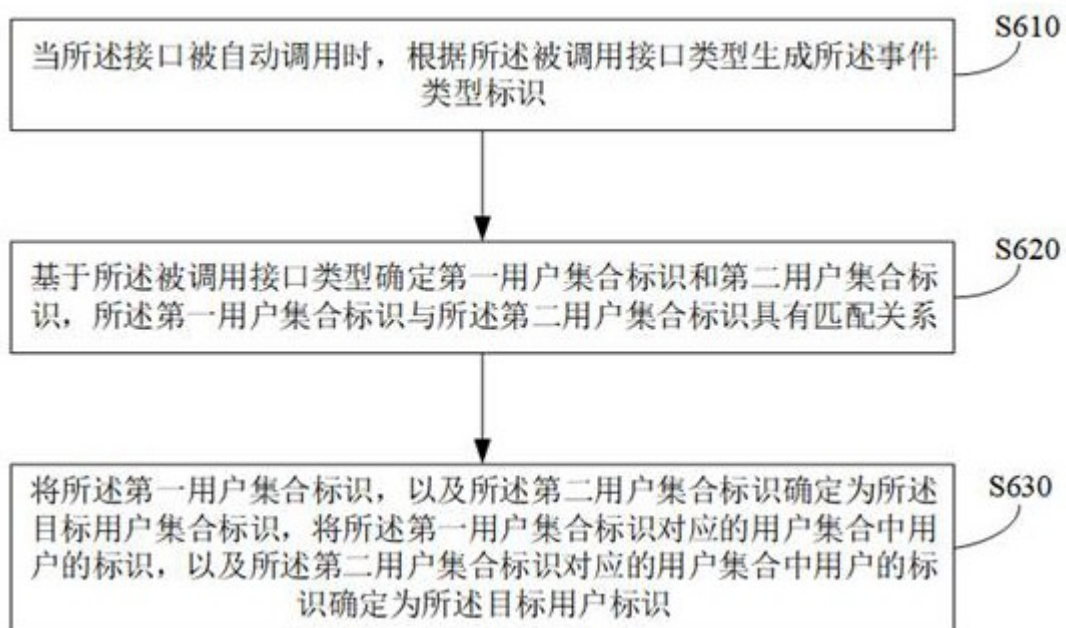 S610
当所述接口被自动调用时，根据所述被调用接口类型生成所述事件
类型标识
S620
基于所述被调用接口类型确定第一用户集合标识和第二用户集合标
识，所述第一用户集合标识与所述第二用户集合标识具有匹配关系
S630
将所述第一用户集合标识，以及所述第二用户集合标识确定为所述
目标用户集合标识，将所述第一用户集合标识对应的用户集合中用
户的标识，以及所述第二用户集合标识对应的用户集合中用户的标
识确定为所述目标用户标识